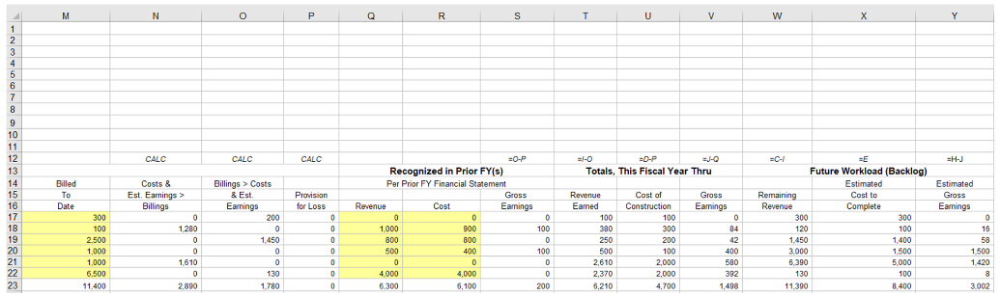 M N O P Q R S T U V W X Y
1
2
3
4
5
6
7
8
9
10
11
12 CALC CALC CALC =O-P =I-O =D-P =J-Q =C-I =E =H-J
13 Recognized in Prior FY(s) Totals, This Fiscal Year Thru Future Workload (Backlog)
14 Billed Costs & Billings > Costs Per Prior FY Financial Statement Estimated Estimated
15 To Est. Earnings > & Est. Provision Gross Revenue Cost of Gross Remaining Cost to Gross
16 Date Billings Earnings for Loss Revenue Cost Earnings Earned Construction Earnings Revenue Complete Earnings
17 300 0 200 0 0 0 0 100 100 0 300 300 0
18 100 1,280 0 0 1,000 900 100 380 300 84 120 100 16
19 2,500 0 1,450 0 800 800 0 250 200 42 1,450 1,400 58
20 1,000 0 0 0 500 400 100 500 100 400 3,000 1,500 1,500
21 1,000 1,610 0 0 0 0 0 2,610 2,000 580 6,390 5,000 1,420
22 6,500 0 130 0 4,000 4,000 0 2,370 2,000 392 130 100 8
23 11,400 2,890 1,780 0 6,300 6,100 200 6,210 4,700 1,498 11,390 8,400 3,002